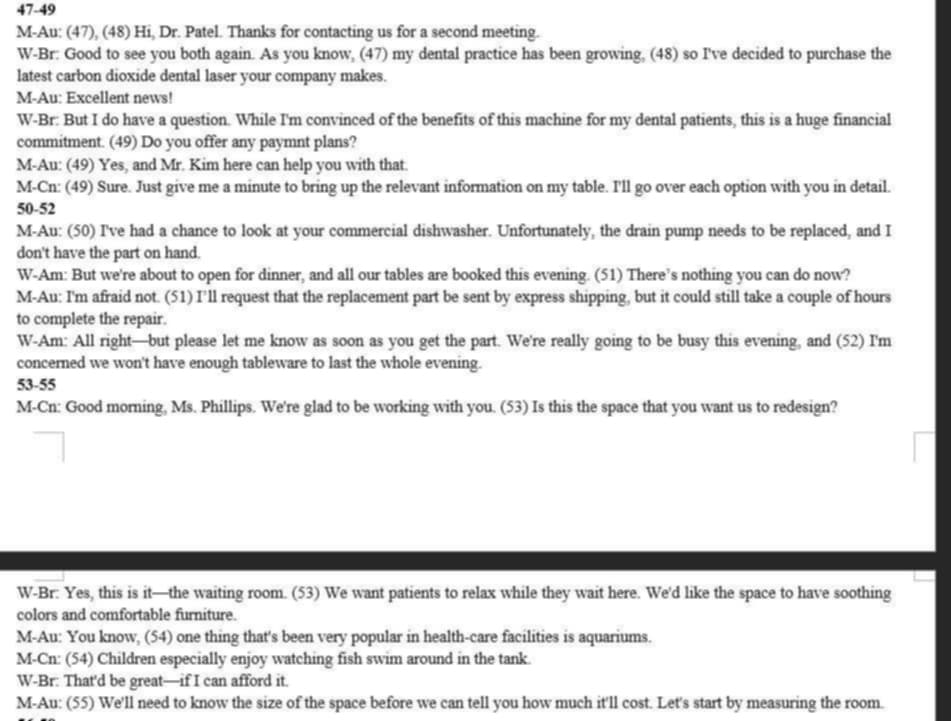 47-49
M-Au: (47), (48) Hi, Dr. Patel. Thanks for contacting us for a second meeting.
W-Br: Good to see you both again. As you know, (47) my dental practice has been growing, (48) so I've decided to purchase the
latest carbon dioxide dental laser your company makes.
M-Au: Excellent news!
W-Br: But I do have a question. While I'm convinced of the benefits of this machine for my dental patients, this is a huge financial
commitment. (49) Do you offer any paymnt plans?
M-Au: (49) Yes, and Mr. Kim here can help you with that.
M-Cn: (49) Sure. Just give me a minute to bring up the relevant information on my table. I'll go over each option with you in detail.
50-52
M-Au: (50) I've had a chance to look at your commercial dishwasher. Unfortunately, the drain pump needs to be replaced, and I
don't have the part on hand.
W-Am: But we're about to open for dinner, and all our tables are booked this evening. (51) There's nothing you can do now?
M-Au: I'm afraid not. (51) I'll request that the replacement part be sent by express shipping, but it could still take a couple of hours
to complete the repair.
W-Am: All right—but please let me know as soon as you get the part. We're really going to be busy this evening, and (52) I'm
concerned we won't have enough tableware to last the whole evening.
53-55
M-Cn: Good morning, Ms. Phillips. We're glad to be working with you. (53) Is this the space that you want us to redesign?
W-Br: Yes, this is it—the waiting room. (53) We want patients to relax while they wait here. We'd like the space to have soothing
colors and comfortable furniture.
M-Au: You know, (54) one thing that's been very popular in health-care facilities is aquariums.
M-Cn: (54) Children especially enjoy watching fish swim around in the tank.
W-Br: That'd be great—if I can afford it.
M-Au: (55) We'll need to know the size of the space before we can tell you how much it'll cost. Let's start by measuring the room.